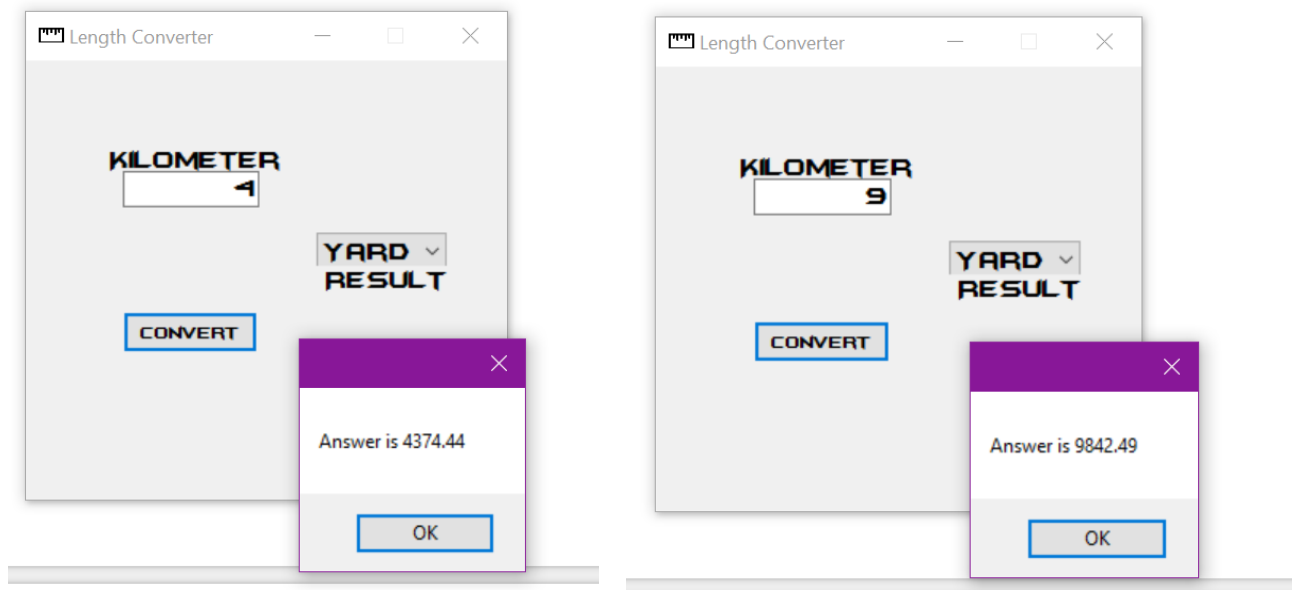 Length Converter
KILOMETER
4
YARD
RESULT
CONVERT
Answer is 4374.44
OK
Length Converter
KILOMETER
9
YARD
RESULT
CONVERT
Answer is 9842.49
OK